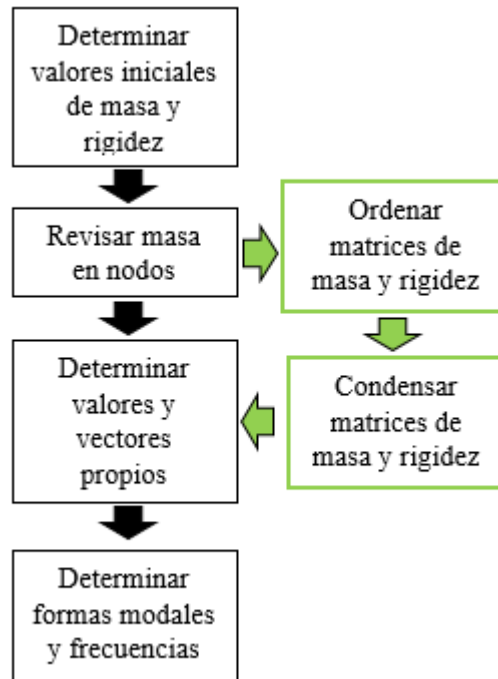 Determinar
valores iniciales
de masa y
rigidez
Revisar masa
en nodos
Ordenar
matrices de
masa y rigidez
Condensar
matrices de
masa y rigidez
Determinar
valores y
vectores
propios
Determinar
formas modales
y frecuencias